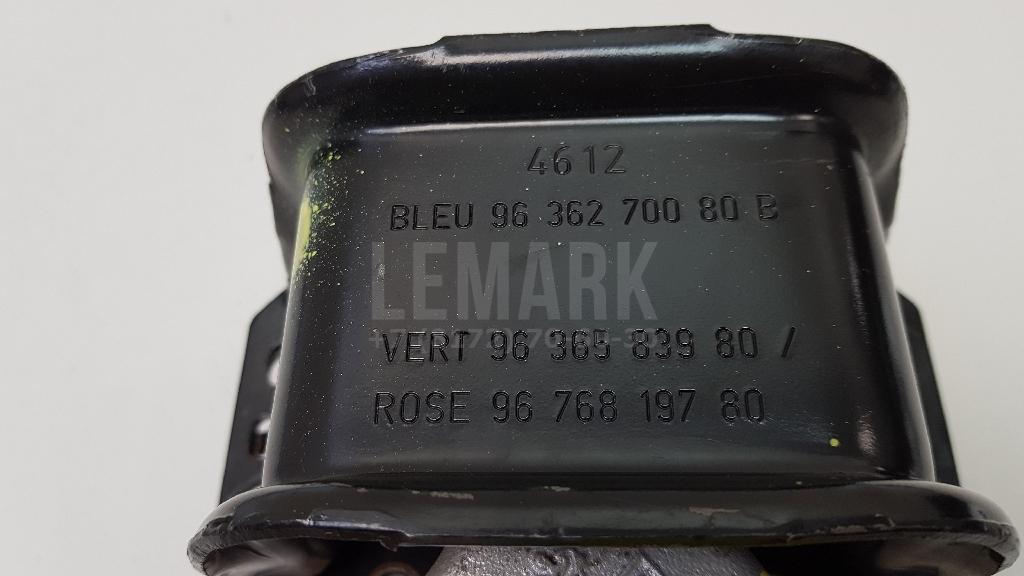 4612
BLEU 96 362 700 80 B
LEMARK
VERT 96 365 839 80 /
ROSE 96 768 197 80